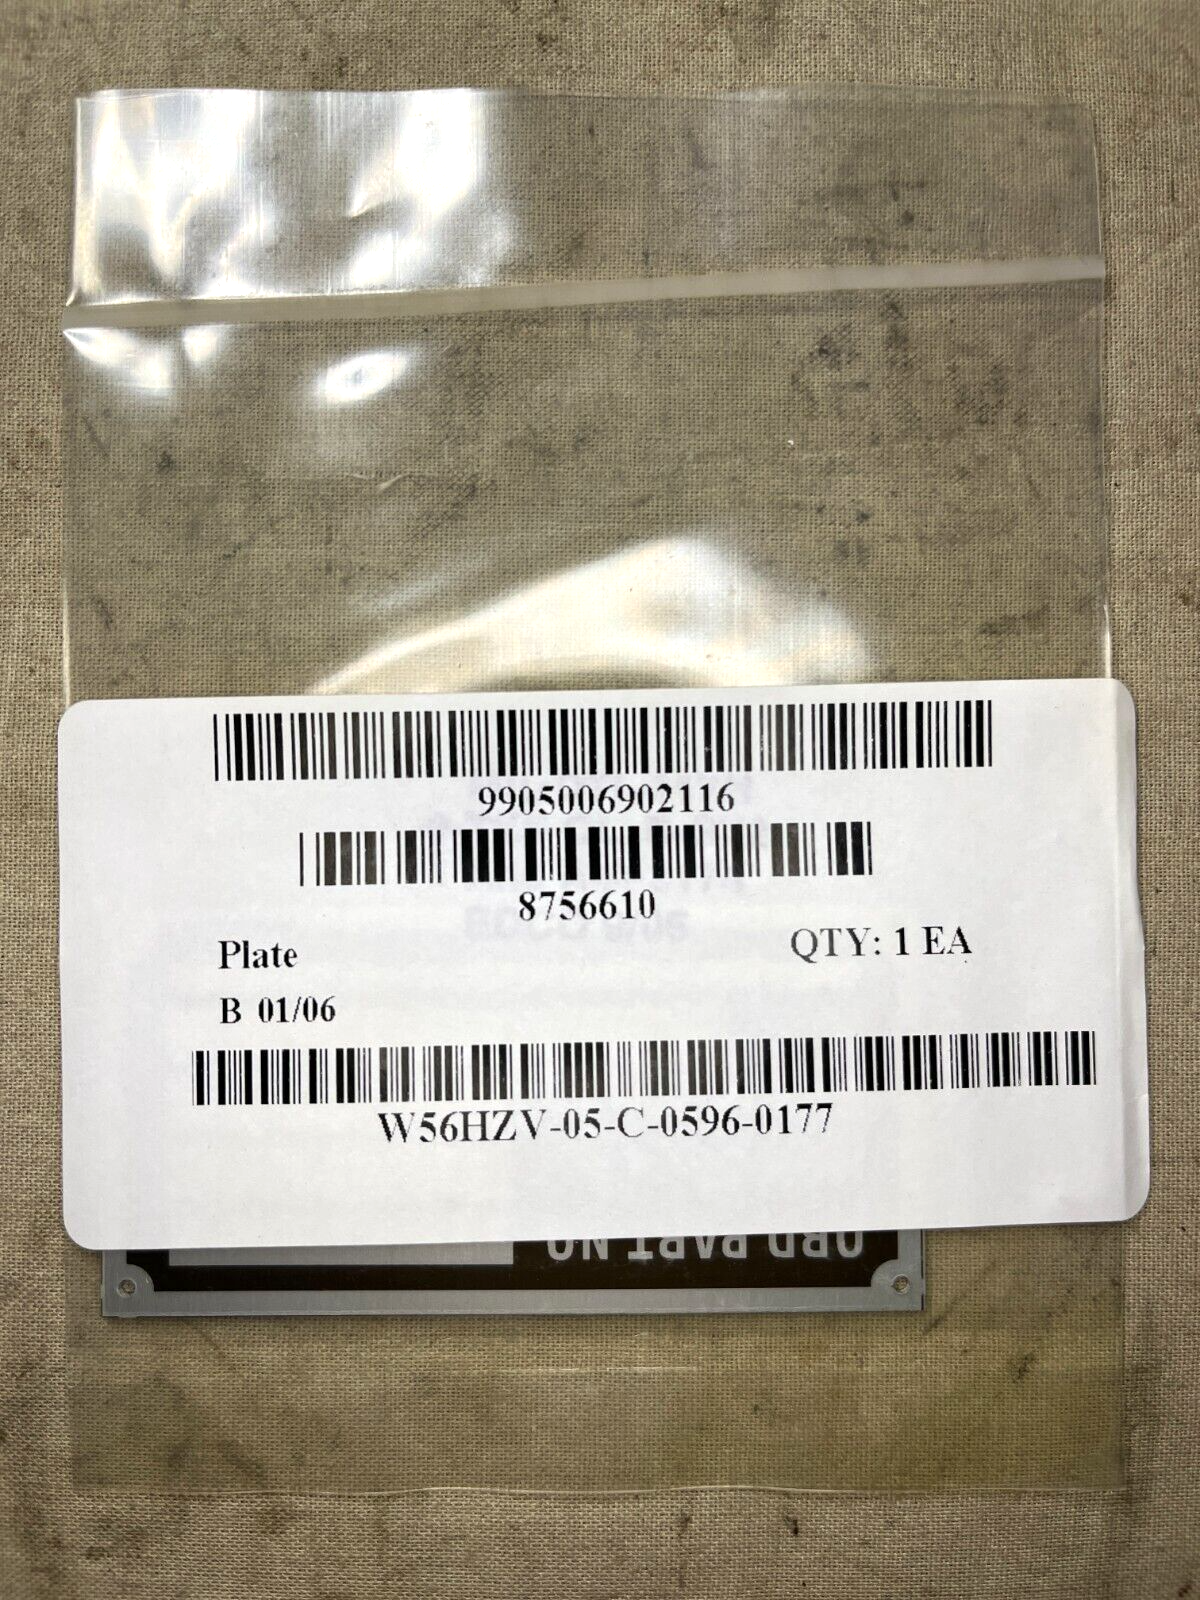 9905006902116
8756610
Plate
QTY: 1 EA
B 01/06
W56HZV-05-C-0596-0177
ORD PART NO